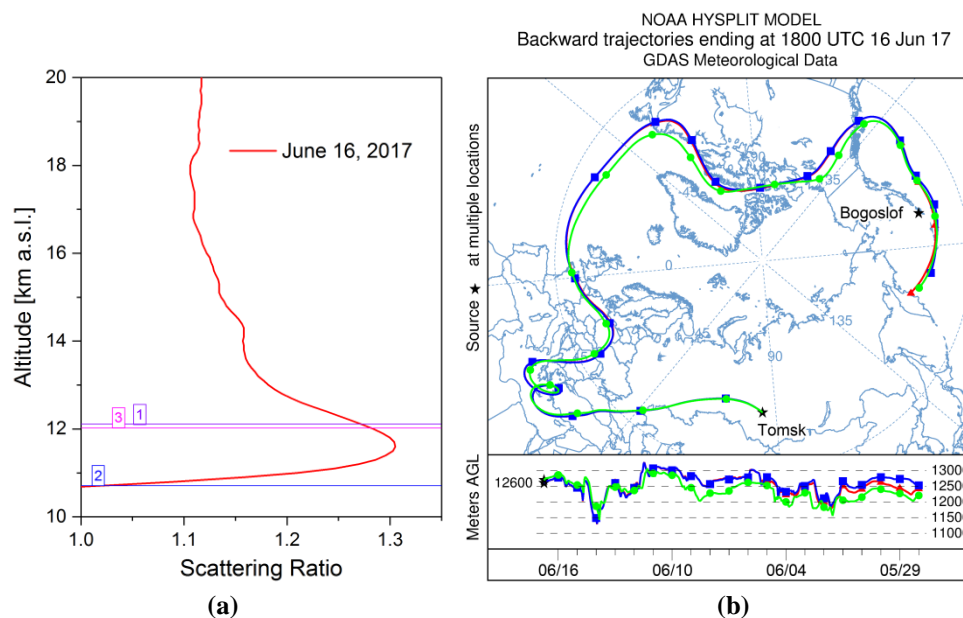 20
18
16
14
12
10
Altitude [km a.s.l.]
June 16, 2017
3
1
2
1.0
1.1
1.2
1.3
Scattering Ratio
(a)
NOAA HYSPLIT MODEL
Backward trajectories ending at 1800 UTC 16 Jun 17
GDAS Meteorological Data
Source ★ at multiple locations
Bogoslof
0
135
90
Tomsk
Meters AGL
12600
13000
12500
12000
11500
11000
06/16
06/10
06/04
05/29
(b)